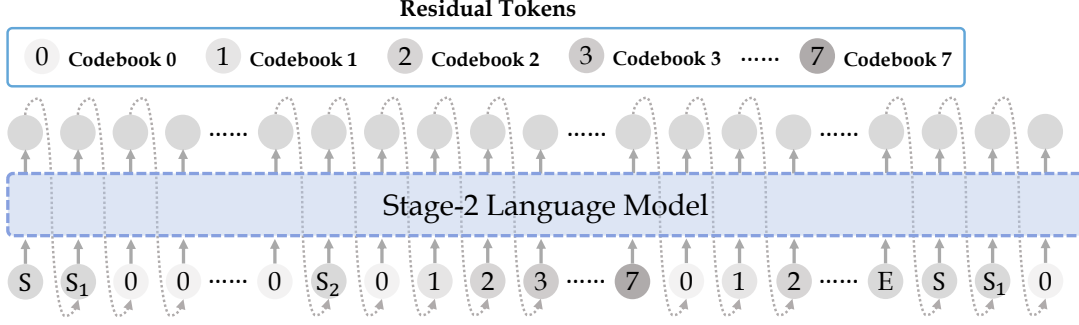 Residual Tokens
0 Codebook 0 1 Codebook 1 2 Codebook 2 3 Codebook 3 ...... 7 Codebook 7
...... ...... ......
Stage-2 Language Model
S S₁ 0 0 ...... 0 S₂ 0 1 2 3 ...... 7 0 1 2 ...... E S S₁ 0